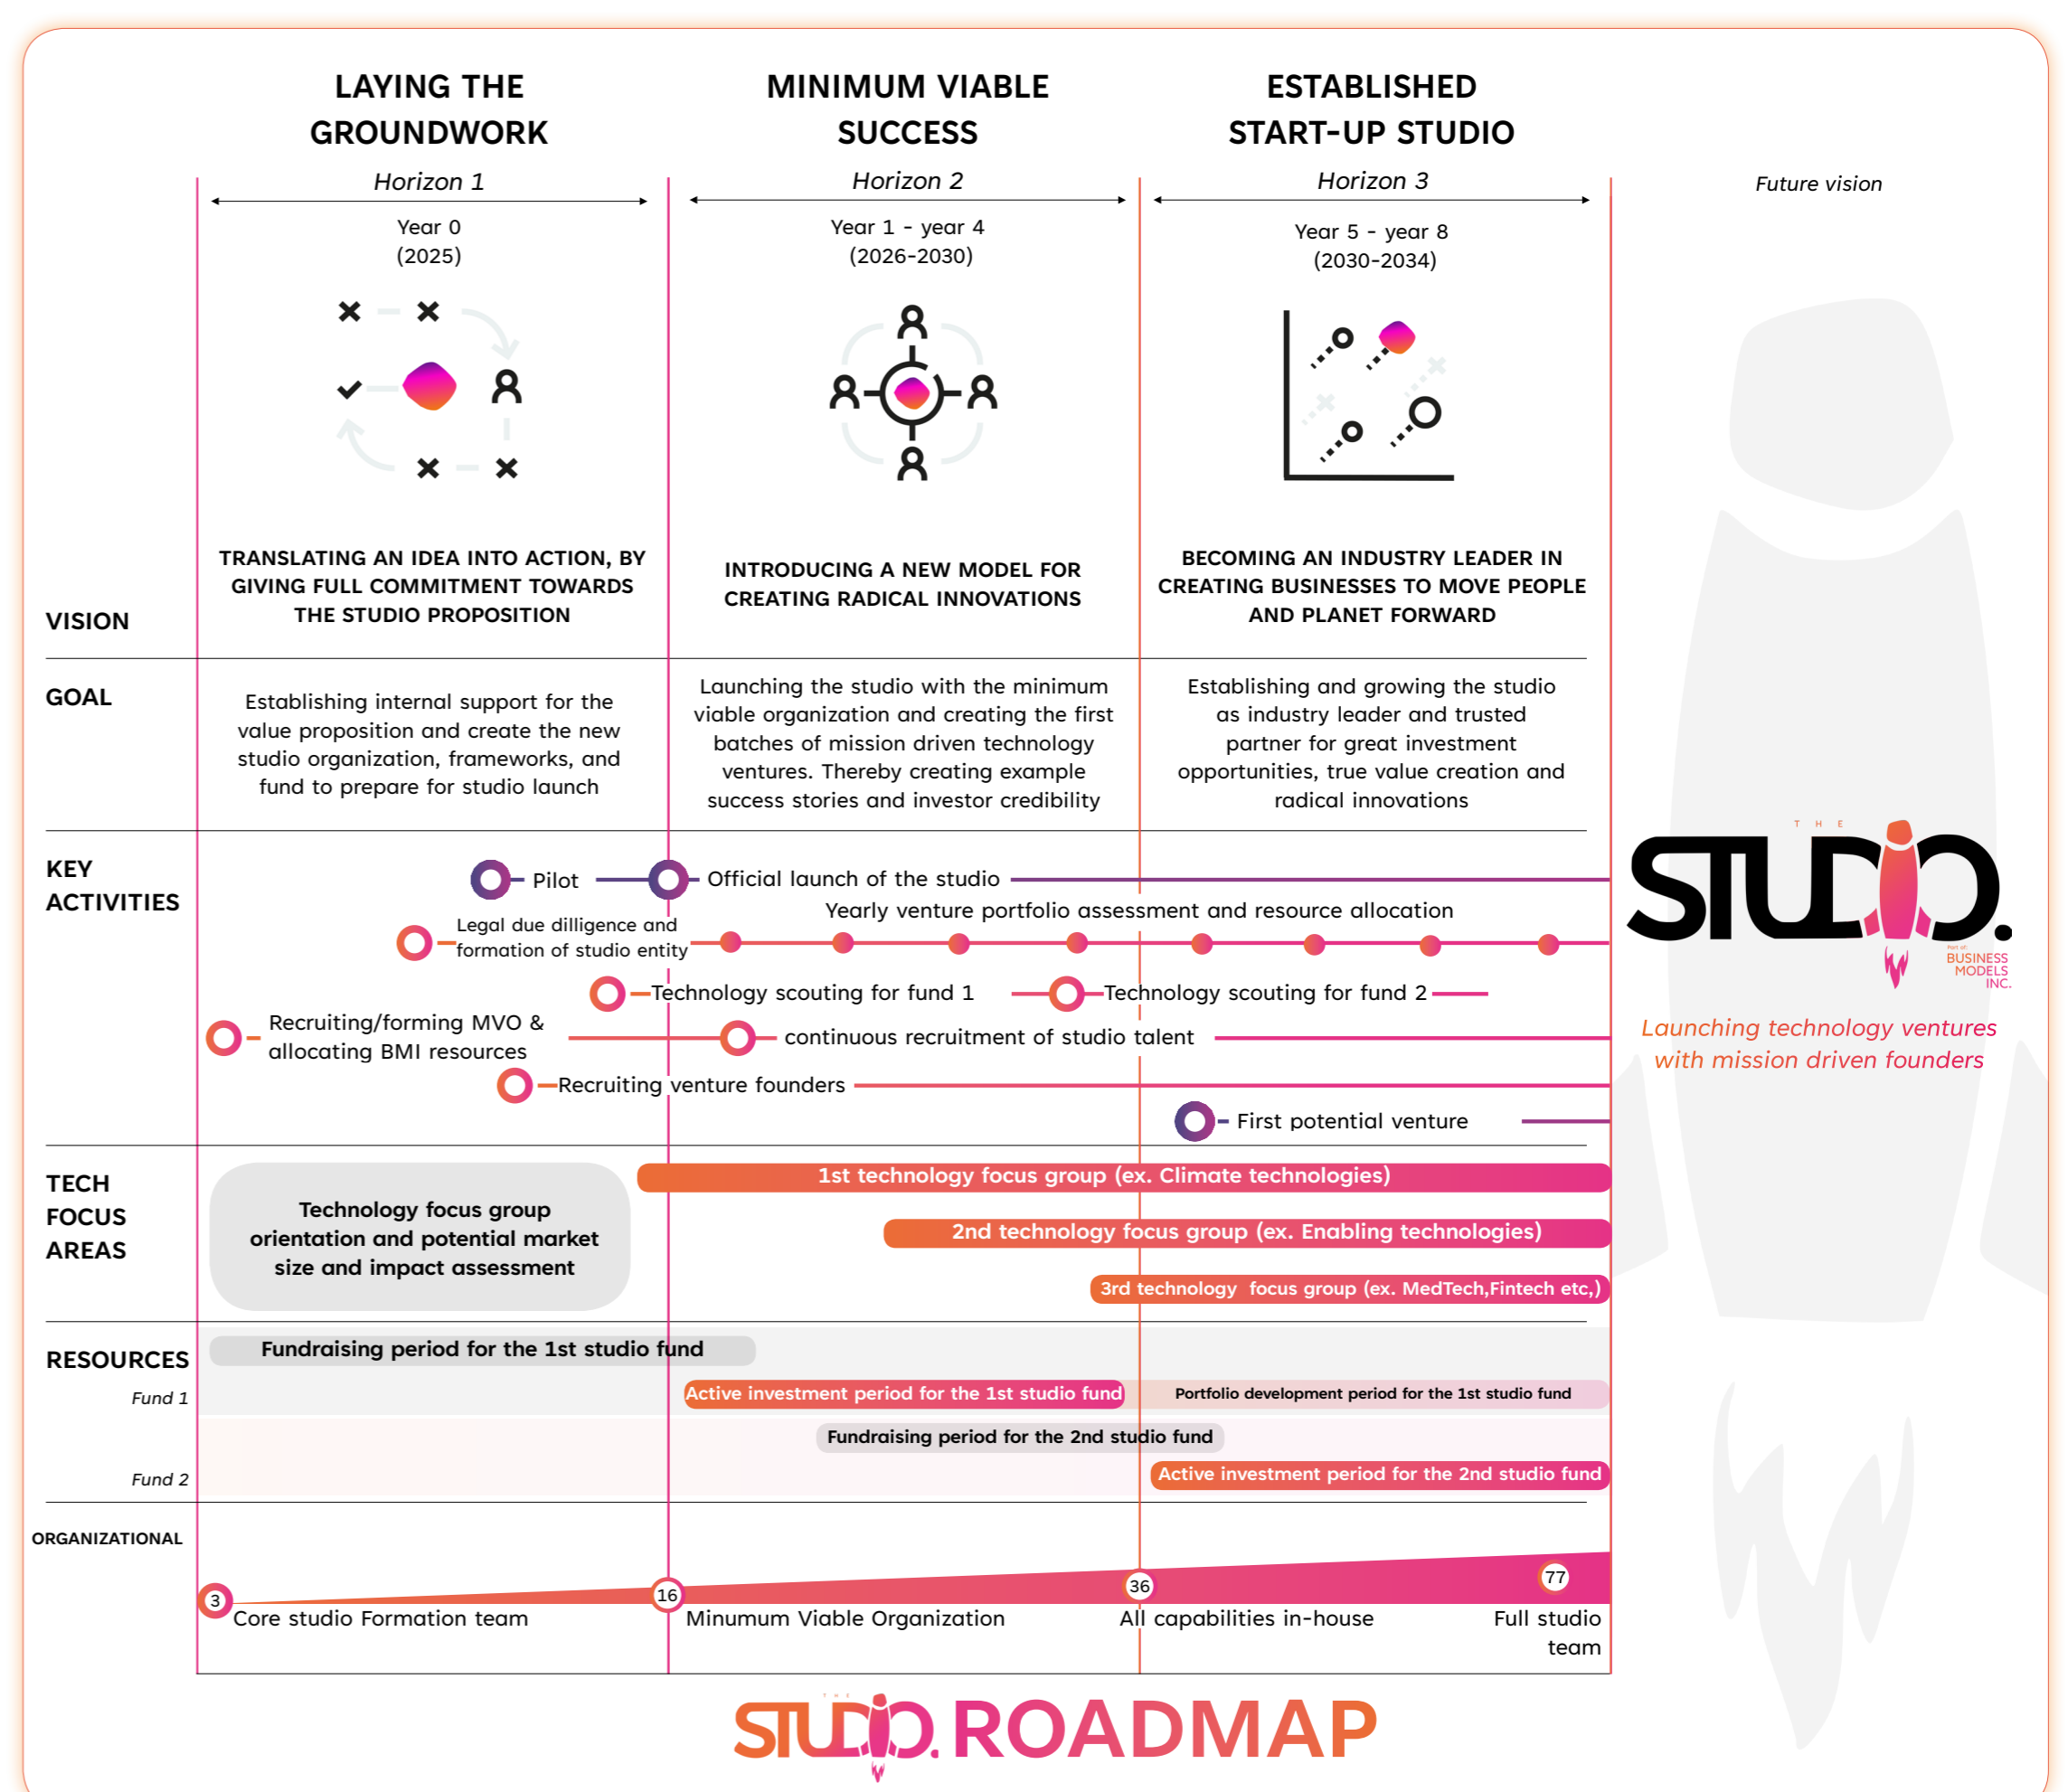 LAYING THE
GROUNDWORK
MINIMUM VIABLE
SUCCESS
ESTABLISHED
START-UP STUDIO
Horizon 1
Horizon 2
Horizon 3
Future vision
Year 0
(2025)
Year 1 - year 4
(2026-2030)
Year 5 - year 8
(2030-2034)
VISION
TRANSLATING AN IDEA INTO ACTION, BY
GIVING FULL COMMITMENT TOWARDS
THE STUDIO PROPOSITION
INTRODUCING A NEW MODEL FOR
CREATING RADICAL INNOVATIONS
BECOMING AN INDUSTRY LEADER IN
CREATING BUSINESSES TO MOVE PEOPLE
AND PLANET FORWARD
GOAL
Establishing internal support for the
value proposition and create the new
studio organization, frameworks, and
fund to prepare for studio launch
Launching the studio with the minimum
viable organization and creating the first
batches of mission driven technology
ventures. Thereby creating example
success stories and investor credibility
Establishing and growing the studio
as industry leader and trusted
partner for great investment
opportunities, true value creation and
radical innovations
KEY
ACTIVITIES
Pilot
Official launch of the studio
Yearly venture portfolio assessment and resource allocation
Legal due dilligence and
formation of studio entity
Technology scouting for fund 1
Technology scouting for fund 2
Recruiting/forming MVO &
allocating BMI resources
continuous recruitment of studio talent
Recruiting venture founders
First potential venture
THE
STUDIO.
Part of:
BUSINESS
MODELS
INC.
Launching technology ventures
with mission driven founders
TECH
FOCUS
AREAS
Technology focus group
orientation and potential market
size and impact assessment
1st technology focus group (ex. Climate technologies)
2nd technology focus group (ex. Enabling technologies)
3rd technology focus group (ex. MedTech,Fintech etc,)
RESOURCES
Fund 1
Fund 2
Fundraising period for the 1st studio fund
Active investment period for the 1st studio fund
Portfolio development period for the 1st studio fund
Fundraising period for the 2nd studio fund
Active investment period for the 2nd studio fund
ORGANIZATIONAL
3
16
36
77
Core studio Formation team
Minumum Viable Organization
All capabilities in-house
Full studio
team
THE
STUDIO. ROADMAP